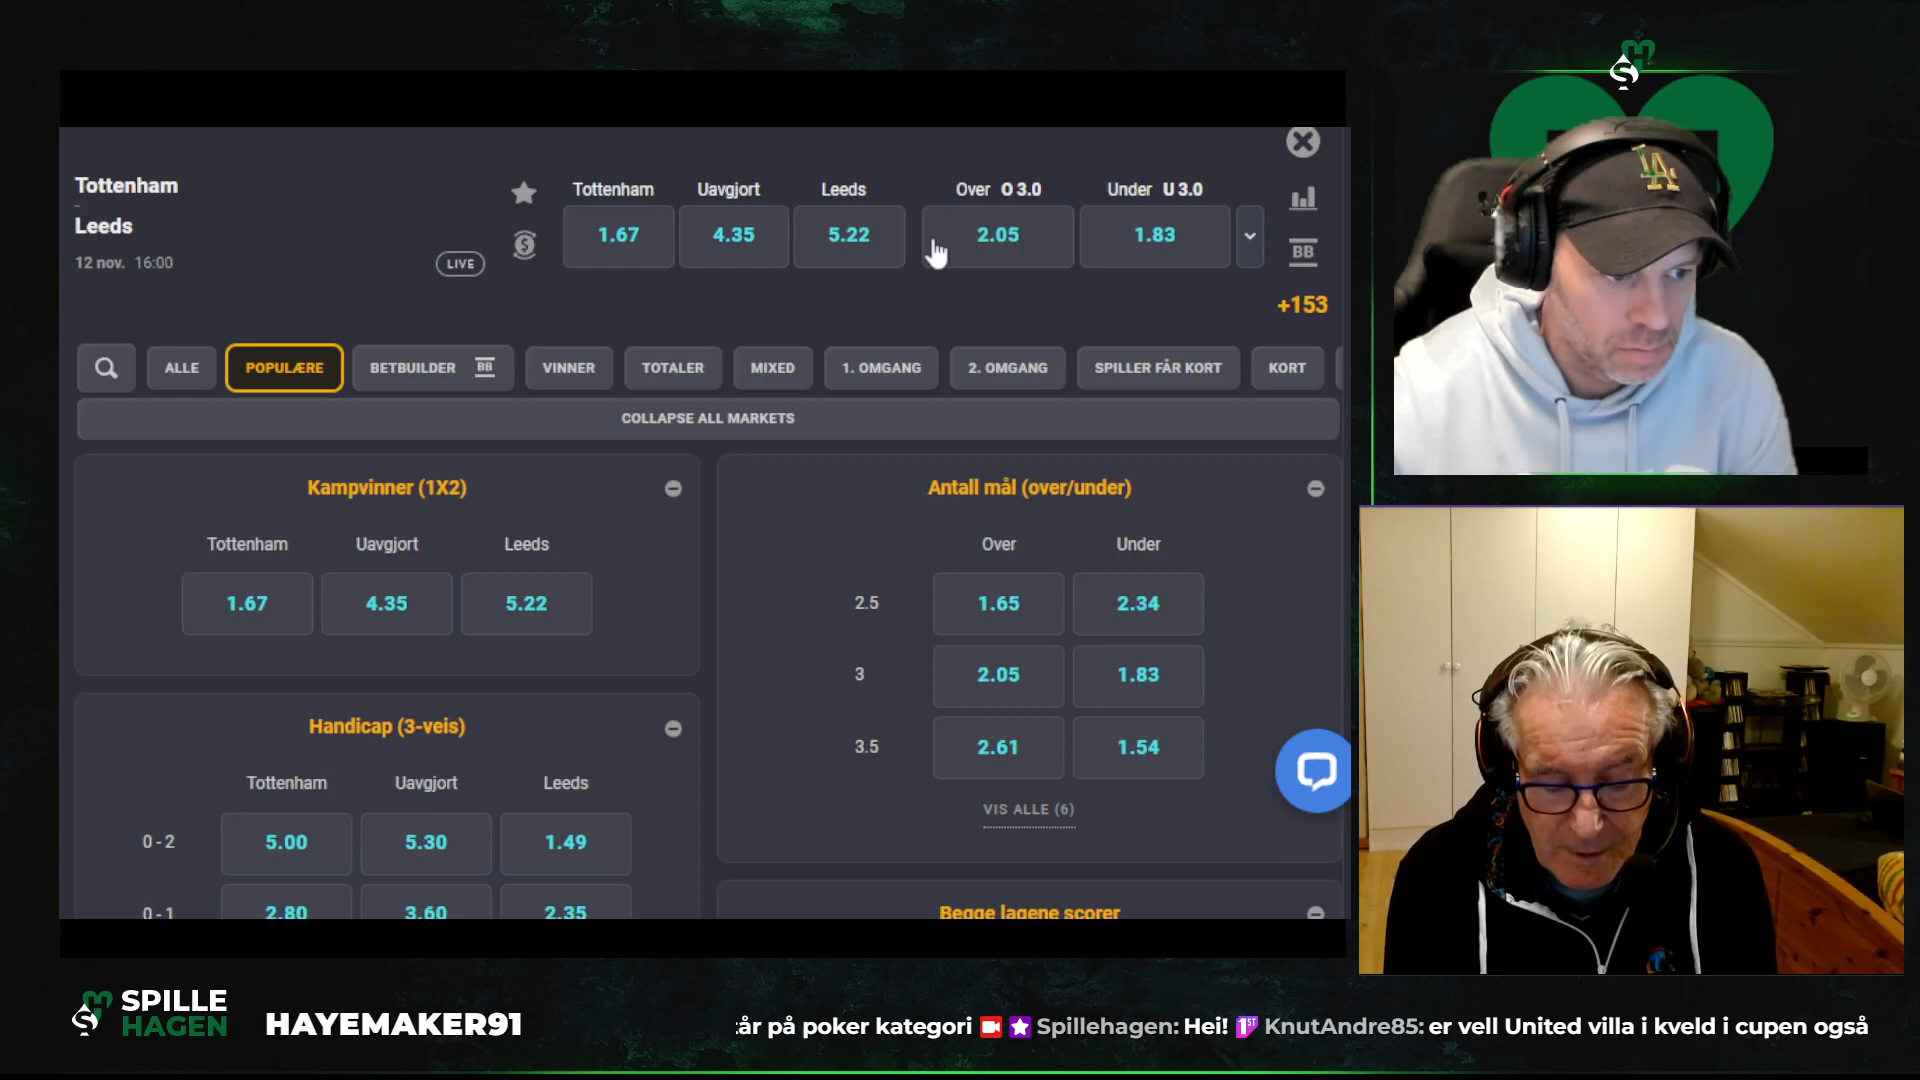 Tottenham
-
Leeds
12 nov. 16:00
LIVE
Tottenham Uavgjort Leeds Over O 3.0 Under U 3.0
1.67 4.35 5.22 2.05 1.83
BB
+153
ALLE POPULÆRE BETBUILDER BB VINNER TOTALER MIXED 1. OMGANG 2. OMGANG SPILLER FÅR KORT KORT
COLLAPSE ALL MARKETS
Kampvinner (1X2)
Tottenham Uavgjort Leeds
1.67 4.35 5.22
Handicap (3-veis)
Tottenham Uavgjort Leeds
0 - 2 5.00 5.30 1.49
0 - 1 2.80 3.60 2.35
Antall mål (over/under)
Over Under
2.5 1.65 2.34
3 2.05 1.83
3.5 2.61 1.54
VIS ALLE (6)
Begge lagene scorer
LA
S
S
SPILLE
HAGEN
HAYEMAKER91
år på poker kategori Spillehagen: Hei! 1ST KnutAndre85: er vell United villa i kveld i cupen også